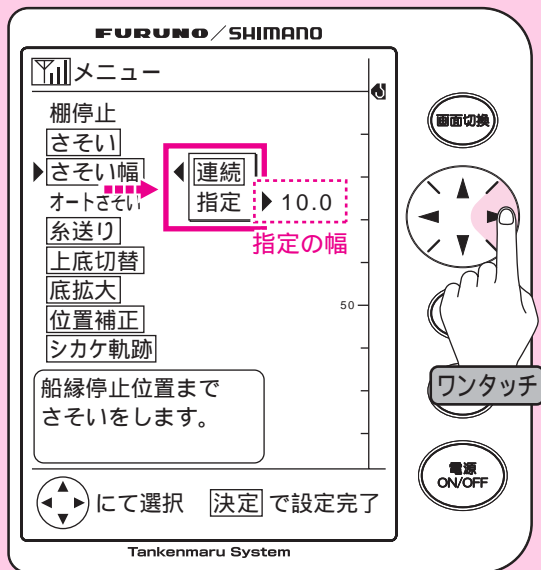 FURUNO/SHIMANO
メニュー
画面切換
棚停止
さそい
さそい幅
連続
オートさそい
指定 10.0
指定の幅
糸送り
上底切替
底拡大
50
位置補正
シカケ軌跡
ワンタッチ
船縁停止位置まで
さそいをします。
電源
ON/OFF
にて選択 決定で設定完了
Tankenmaru System